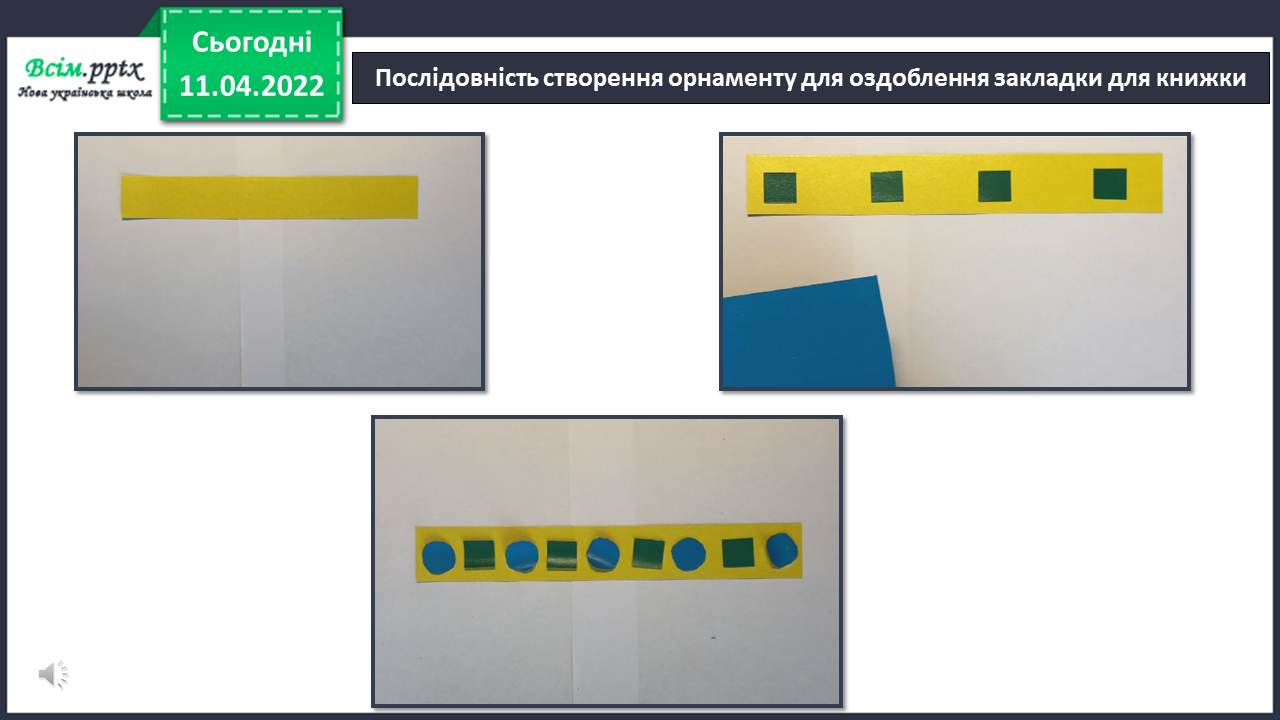 Всім.pptx
Нова українська школа
Сьогодні
11.04.2022
Послідовність створення орнаменту для оздоблення закладки для книжки